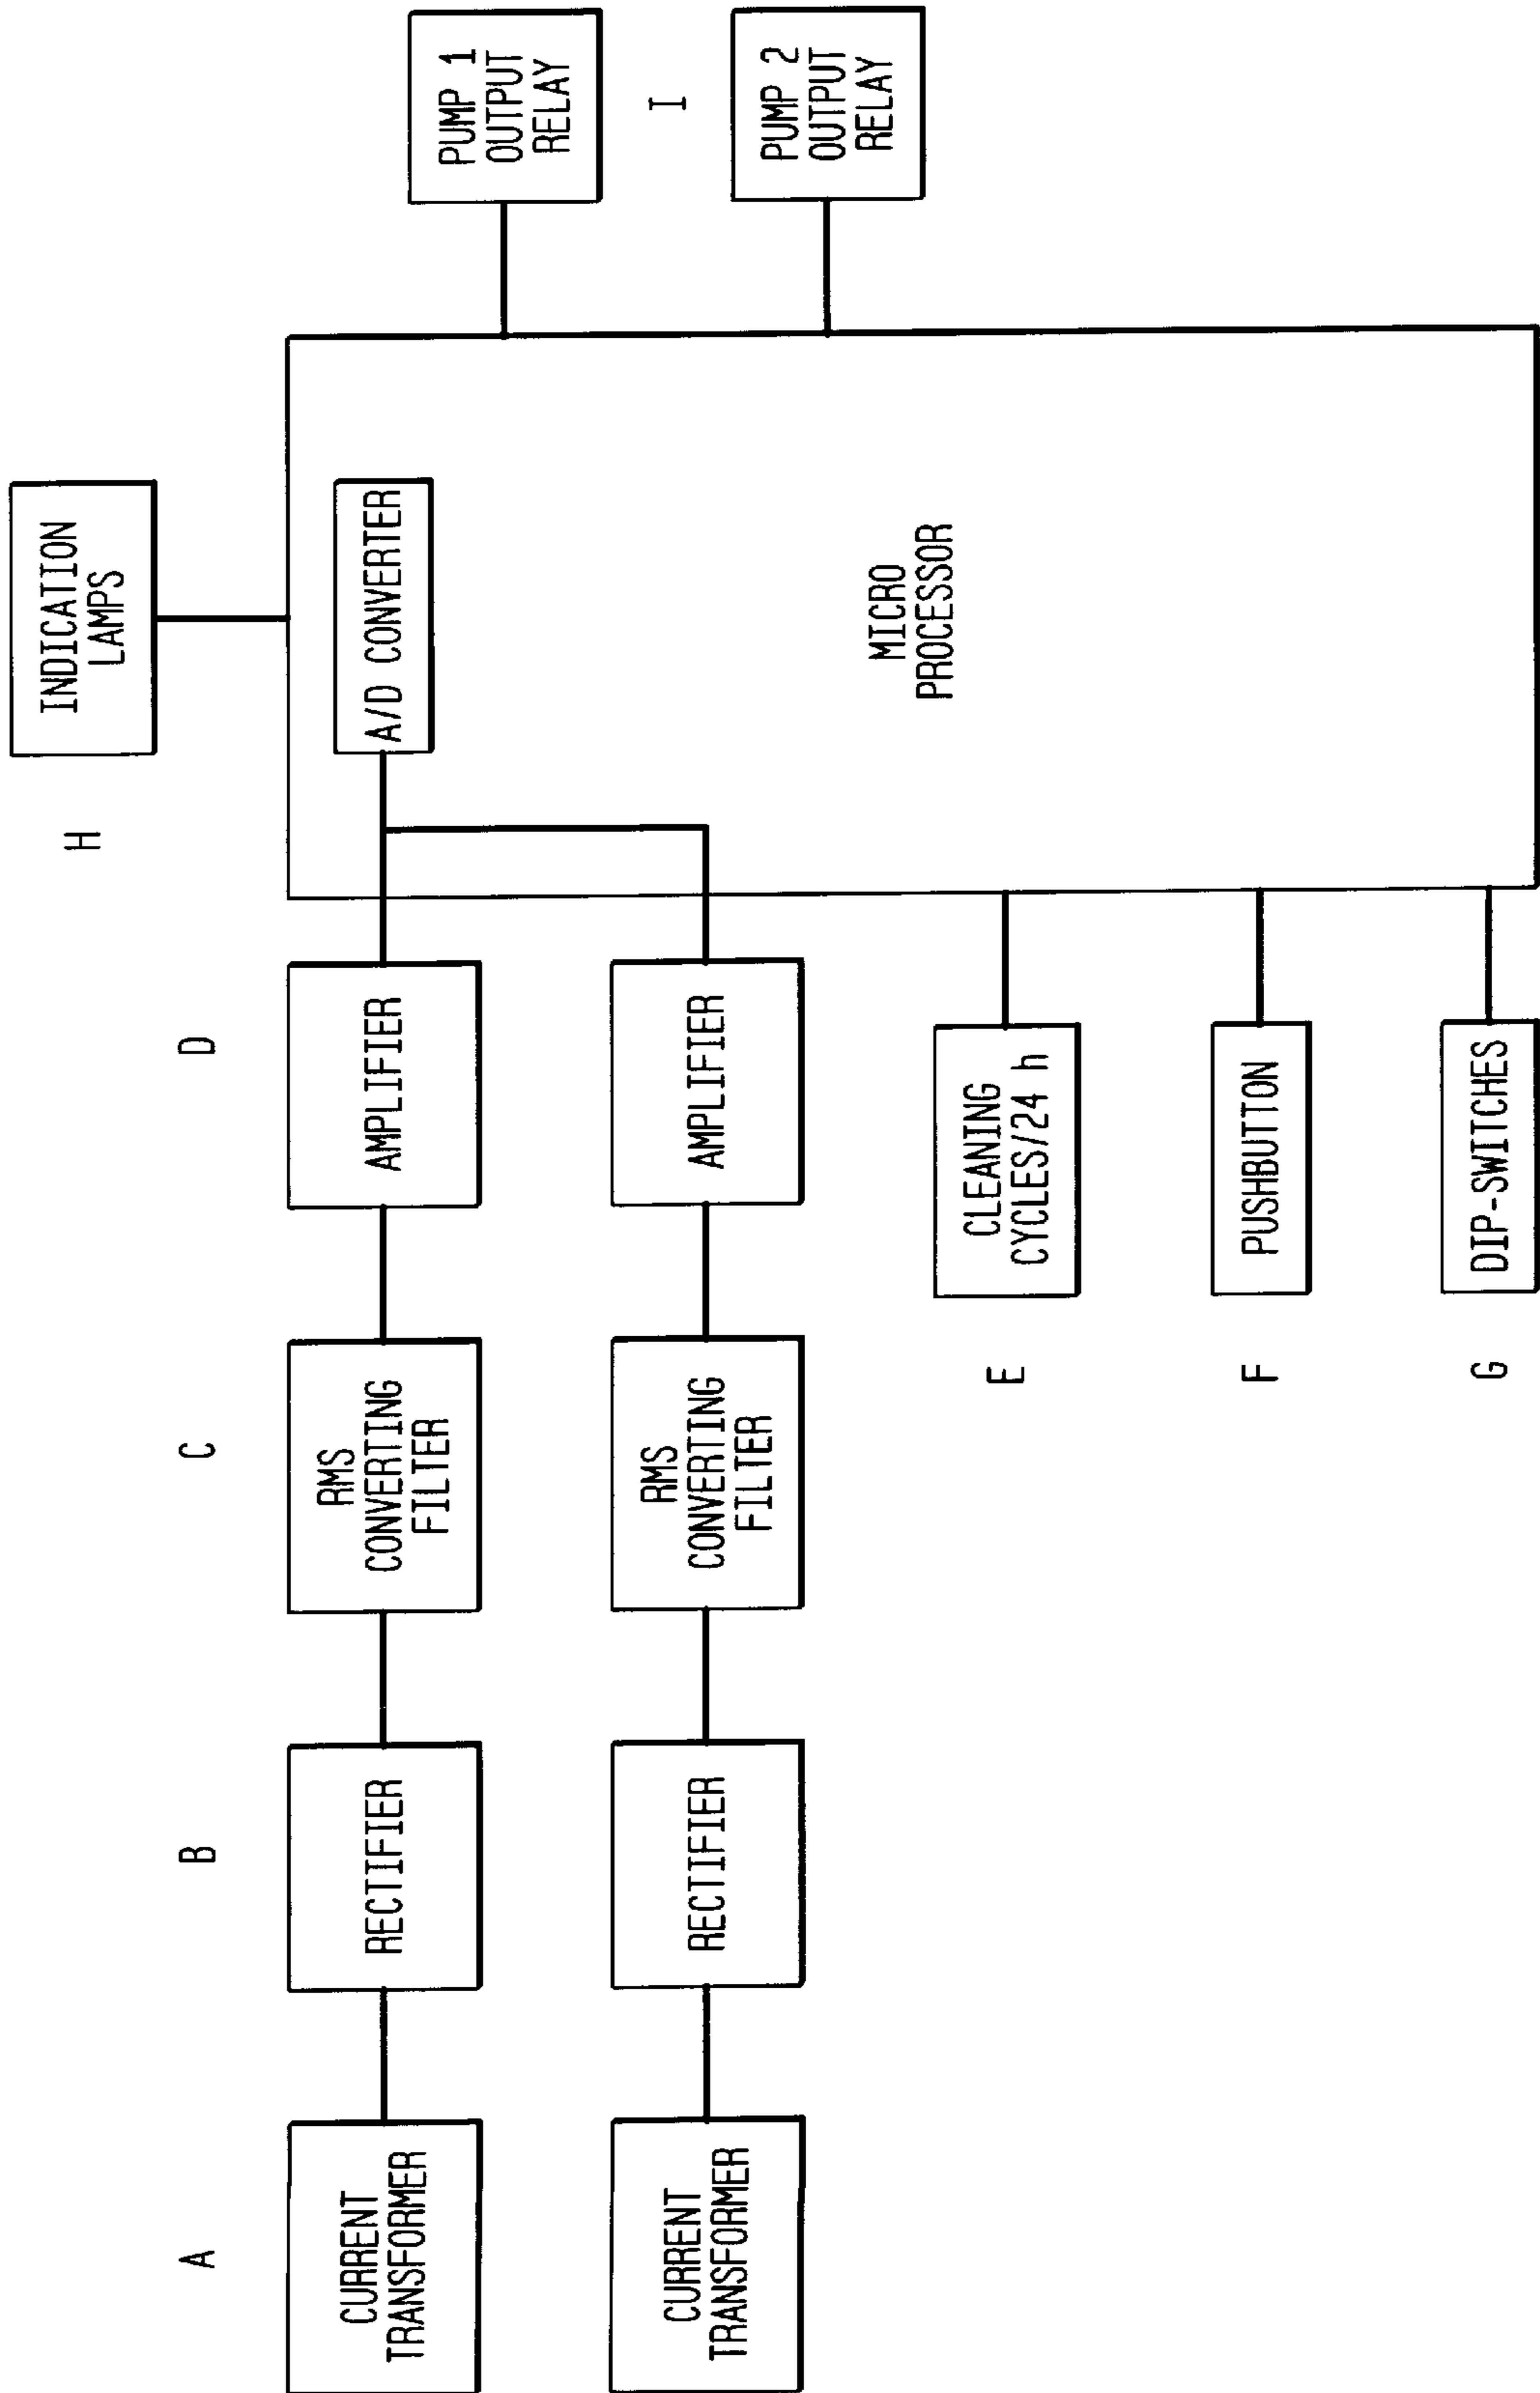 H
INDICATION
LAMPS
A
B
C
D
CURRENT
TRANSFORMER
RECTIFIER
RMS
CONVERTING
FILTER
AMPLIFIER
A/D CONVERTER
PUMP 1
OUTPUT
RELAY
I
CURRENT
TRANSFORMER
RECTIFIER
RMS
CONVERTING
FILTER
AMPLIFIER
PUMP 2
OUTPUT
RELAY
MICRO
PROCESSOR
E
CLEANING
CYCLES/24 h
F
PUSHBUTTON
G
DIP-SWITCHES